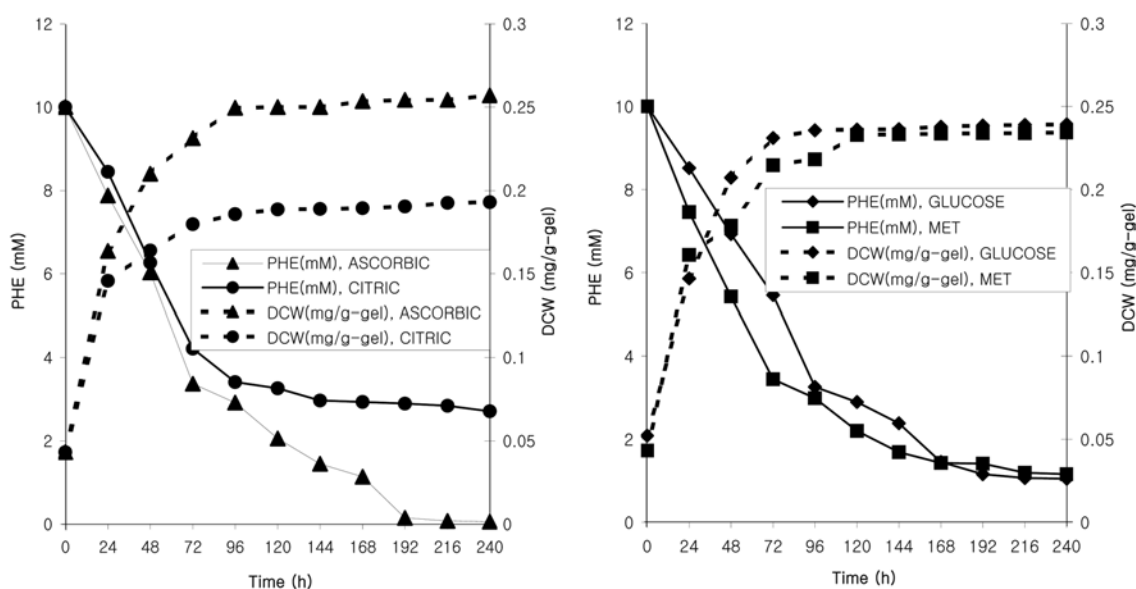 12
10
8
6
4
2
0
PHE (mM)
0.3
0.25
0.2
0.15
0.1
0.05
0
DCW (mg/g-gel)
PHE(mM), ASCORBIC
PHE(mM), CITRIC
DCW(mg/g-gel), ASCORBIC
DCW(mg/g-gel), CITRIC
0 24 48 72 96 120 144 168 192 216 240
Time (h)
12
10
8
6
4
2
0
PHE (mM)
0.3
0.25
0.2
0.15
0.1
0.05
0
DCW (mg/g-gel)
PHE(mM), GLUCOSE
PHE(mM), MET
DCW(mg/g-gel), GLUCOSE
DCW(mg/g-gel), MET
0 24 48 72 96 120 144 168 192 216 240
Time (h)